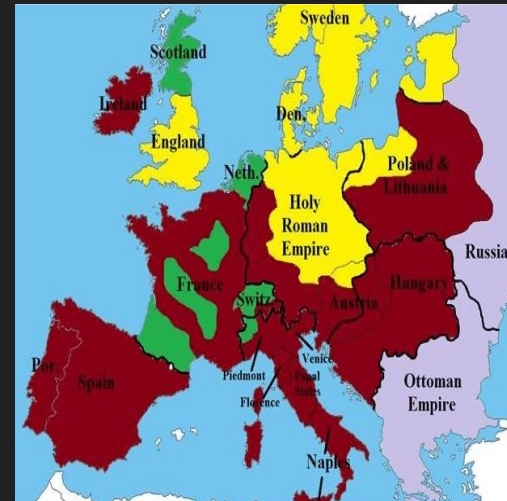 Sweden
Scotland
Ireland
Den.
England
Neth.
Poland &
Lithuania
Holy
Roman
Empire
Russia
France
Switz
Austria
Hungary
Venice
Piedmont
Papal
States
Florence
Por.
Spain
Ottoman
Empire
Naples